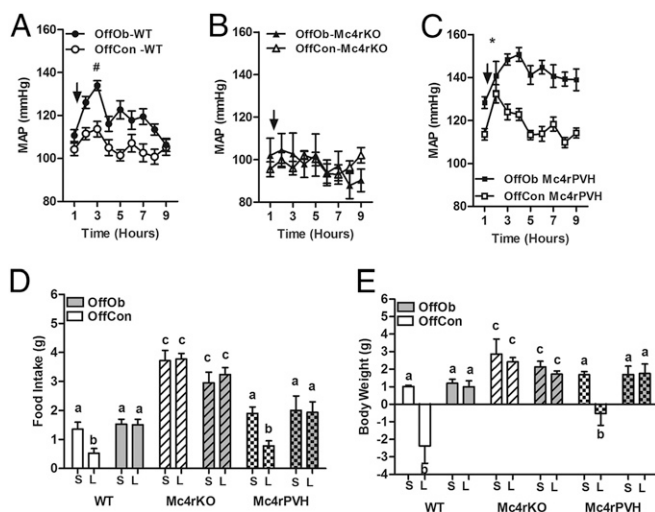 A
OffOb-WT
OffCon -WT
#
MAP (mmHg)
160
140
120
100
80
1 3 5 7 9
Time (Hours)
B
OffOb-Mc4rKO
OffCon-Mc4rKO
MAP (mmHg)
160
140
120
100
80
1 3 5 7 9
Time (Hours)
C
*
MAP (mmHg)
160
140
120
100
80
OffOb Mc4rPVH
OffCon Mc4rPVH
1 3 5 7 9
Time (Hours)
D
OffOb
OffCon
Food Intake (g)
6
5
4
3
2
1
0
a b a a c c c c a b a a
S L S L S L S L S L S L
WT Mc4rKO Mc4rPVH
E
OffOb
OffCon
Body Weight (g)
6
5
4
3
2
1
0
-1
-2
-3
-4
a b a a c c c c a b a a
S L S L S L S L S L S L
WT Mc4rKO Mc4rPVH